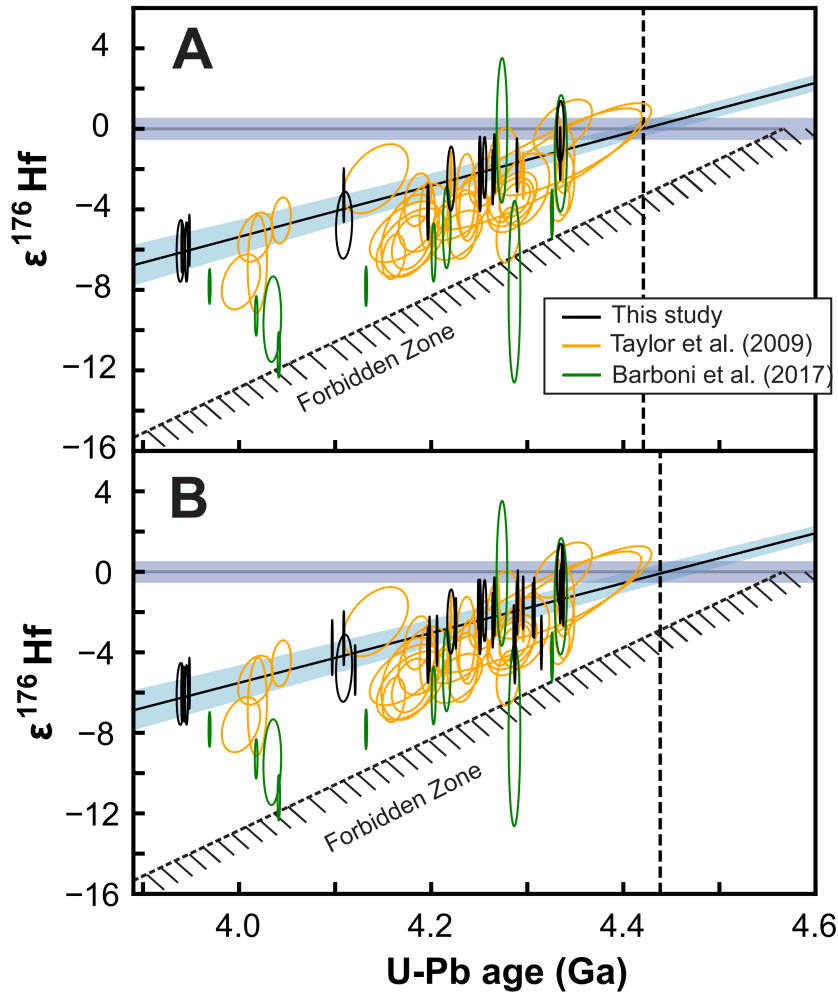 A
4
0
−4
−8
−12
−16
ε¹⁷⁶Hf
This study
Taylor et al. (2009)
Barboni et al. (2017)
Forbidden Zone
B
4
0
−4
−8
−12
−16
ε¹⁷⁶Hf
Forbidden Zone
4.0 4.2 4.4 4.6
U-Pb age (Ga)